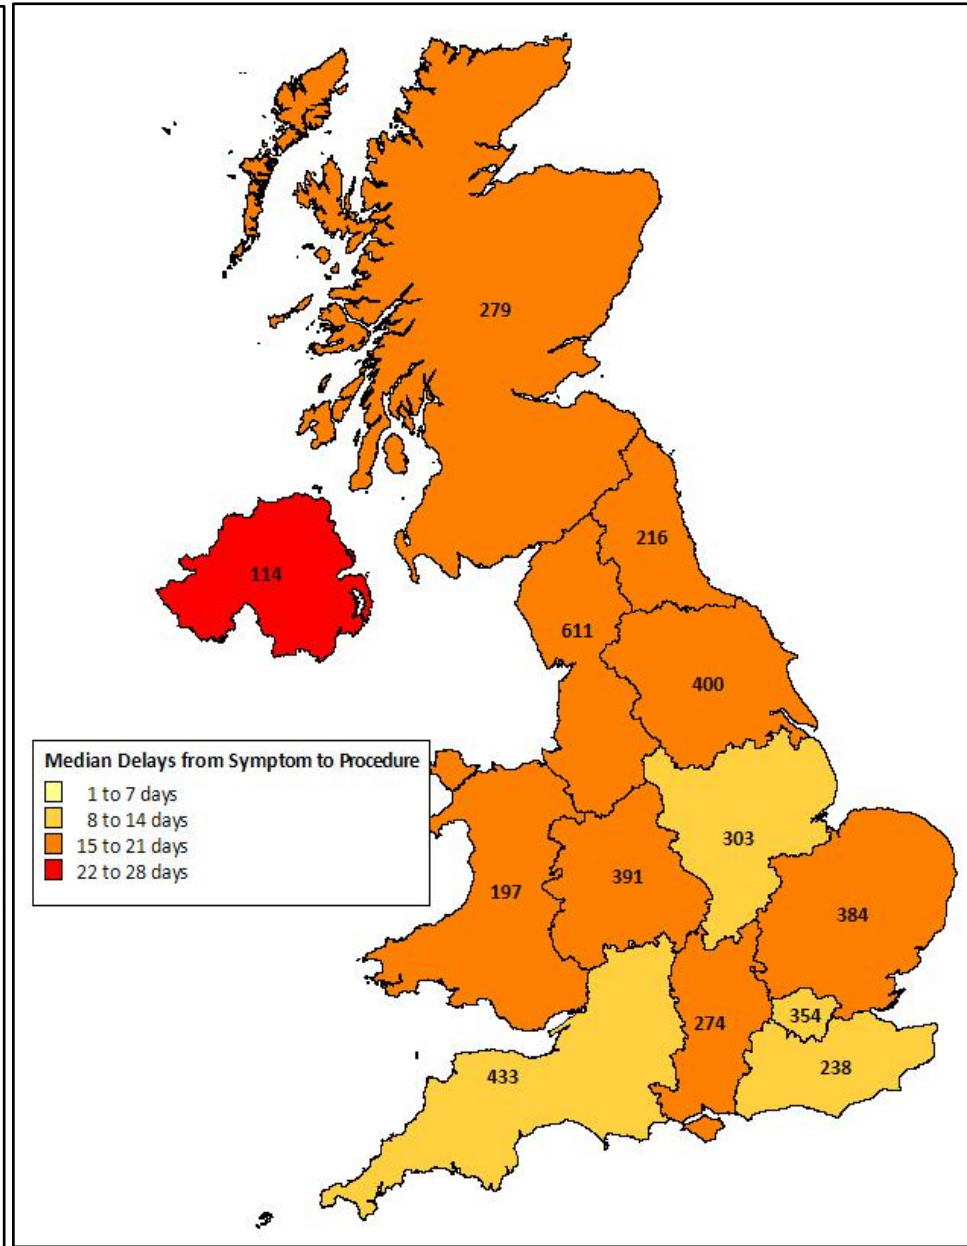 279
216
114
611
400
Median Delays from Symptom to Procedure
1 to 7 days
8 to 14 days
15 to 21 days
22 to 28 days
303
391
197
384
354
274
238
433